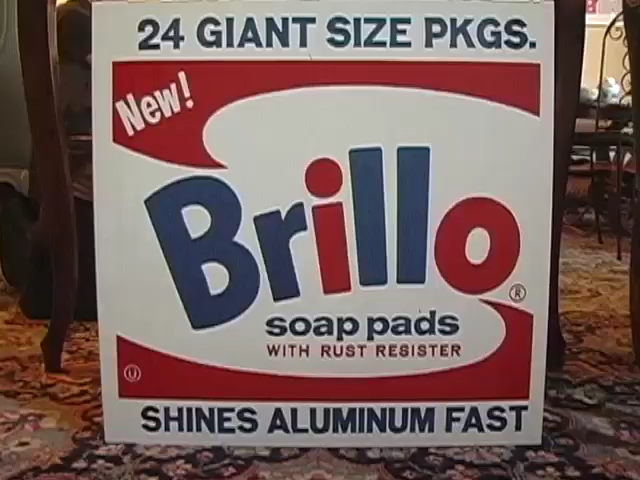 24 GIANT SIZE PKGS.
New!
Brillo
®
soap pads
WITH RUST RESISTER
U
SHINES ALUMINUM FAST